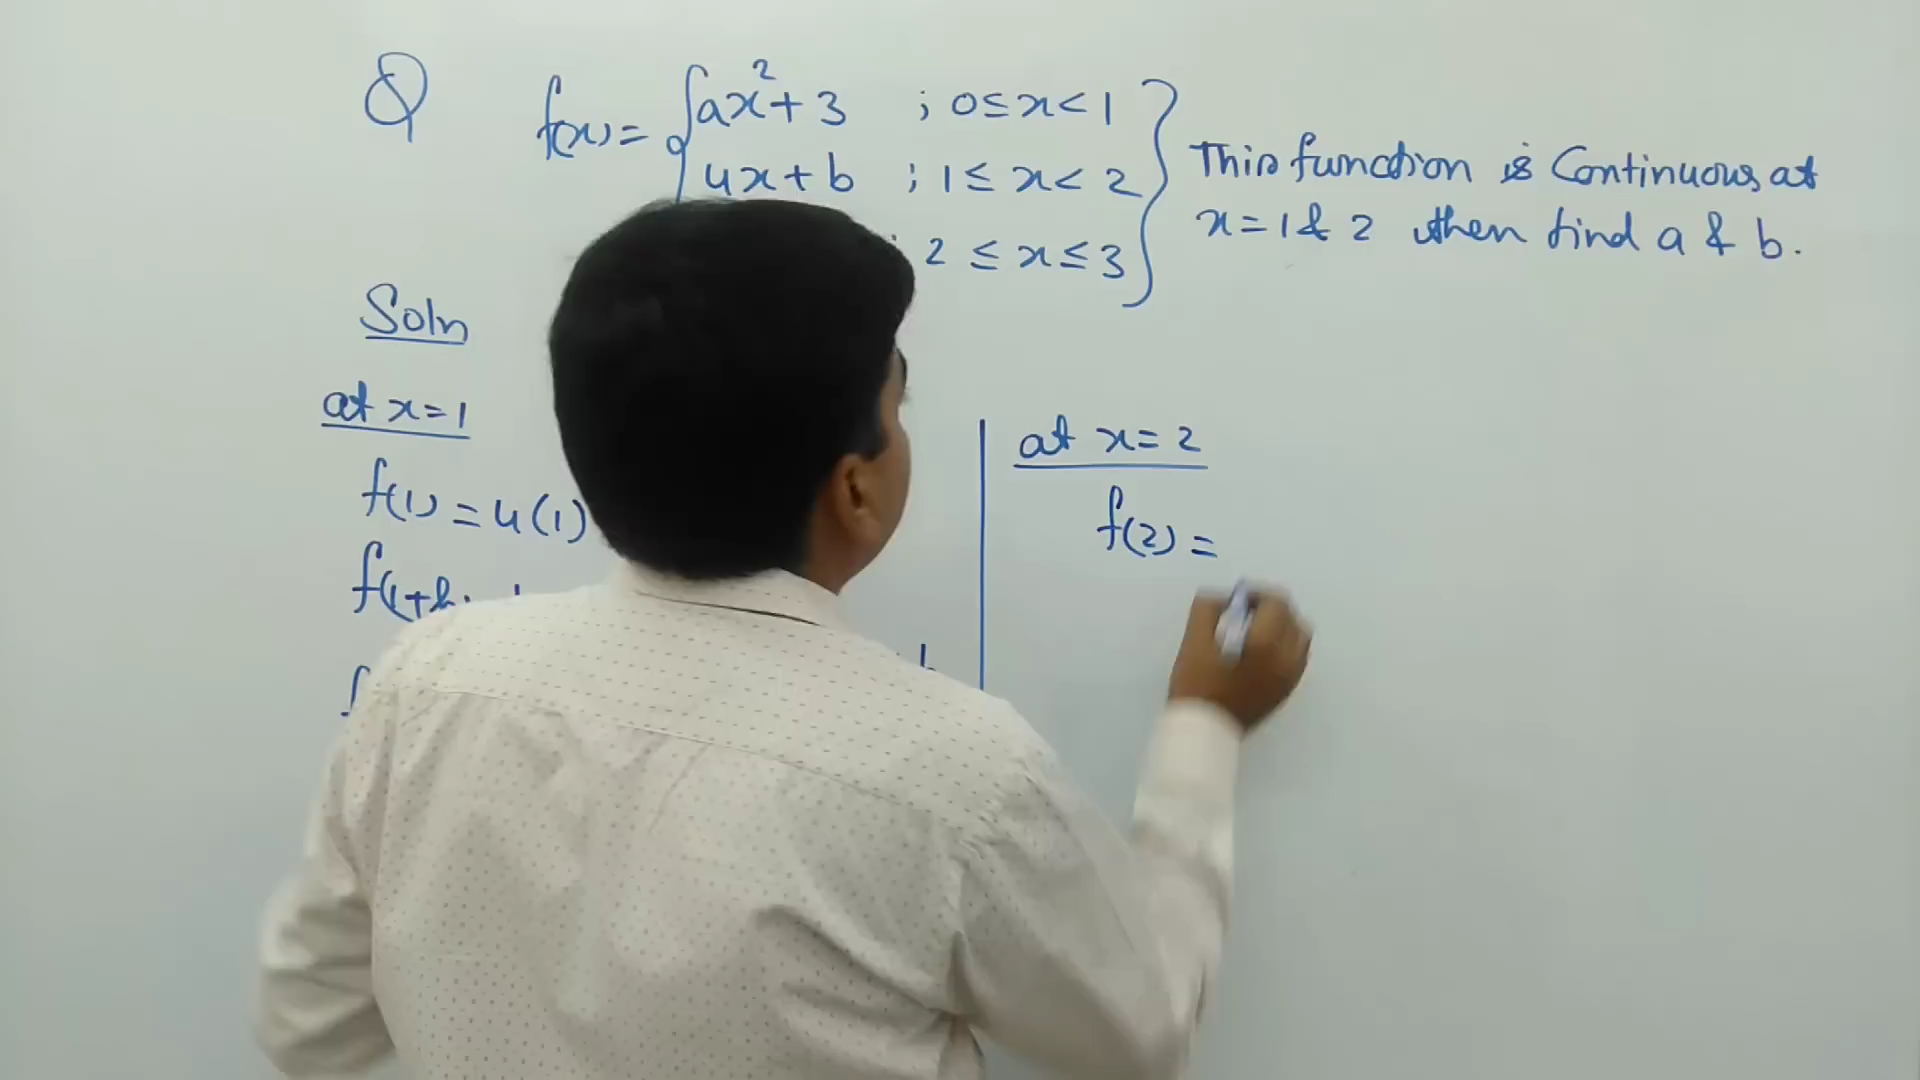 Q f(x) = { ax² + 3 ; 0 ≤ x < 1
4x + b ; 1 ≤ x < 2
2 ≤ x ≤ 3 }
This function is Continuous at
x = 1 & 2 then find a & b.
Soln
at x = 1
f(1) = 4(1)
f(1+h
at x = 2
f(2) =